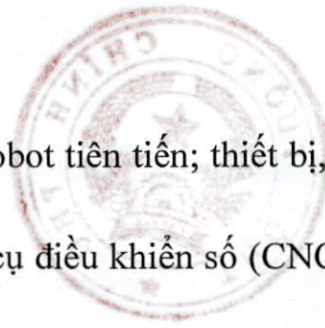 obot tiên tiến; thiết bị,
cụ điều khiển số (CNC